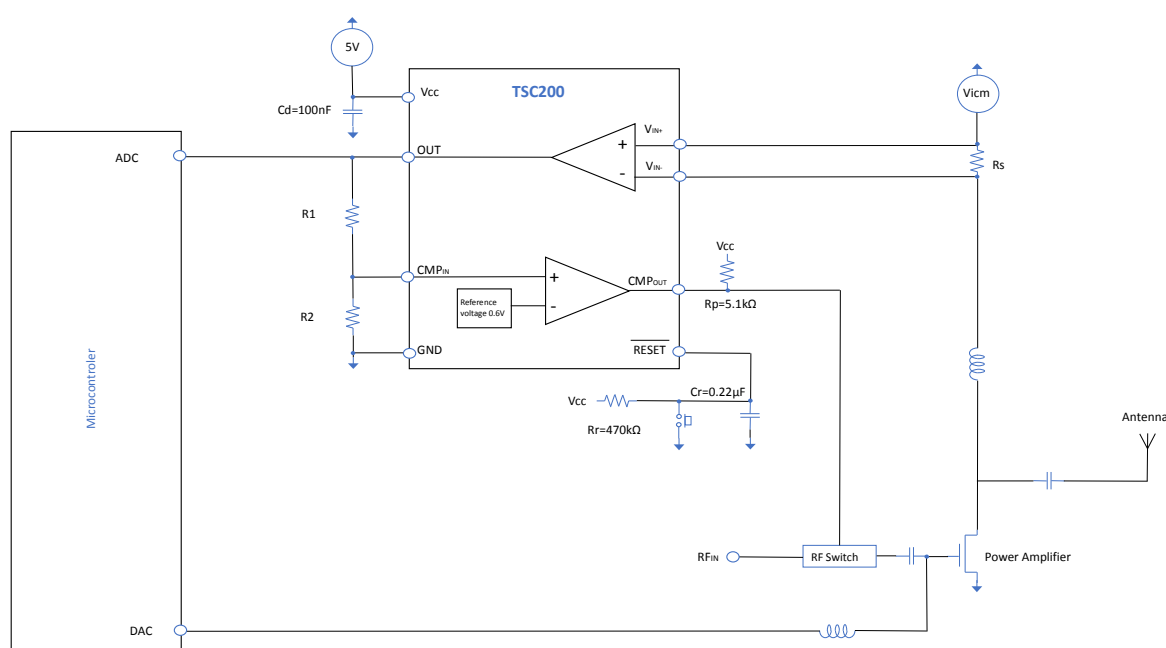 5V
Vicm
TSC200
Vcc
Cd=100nF
VIN+
+
ADC
OUT
Rs
VIN-
-
R1
Vcc
CMPIN
+
CMPOUT
Reference
voltage 0.6V
-
Rp=5.1kΩ
R2
GND
RESET
Microcontroler
Vcc
Cr=0.22µF
Rr=470kΩ
Antenna
RFIN
RF Switch
Power Amplifier
DAC